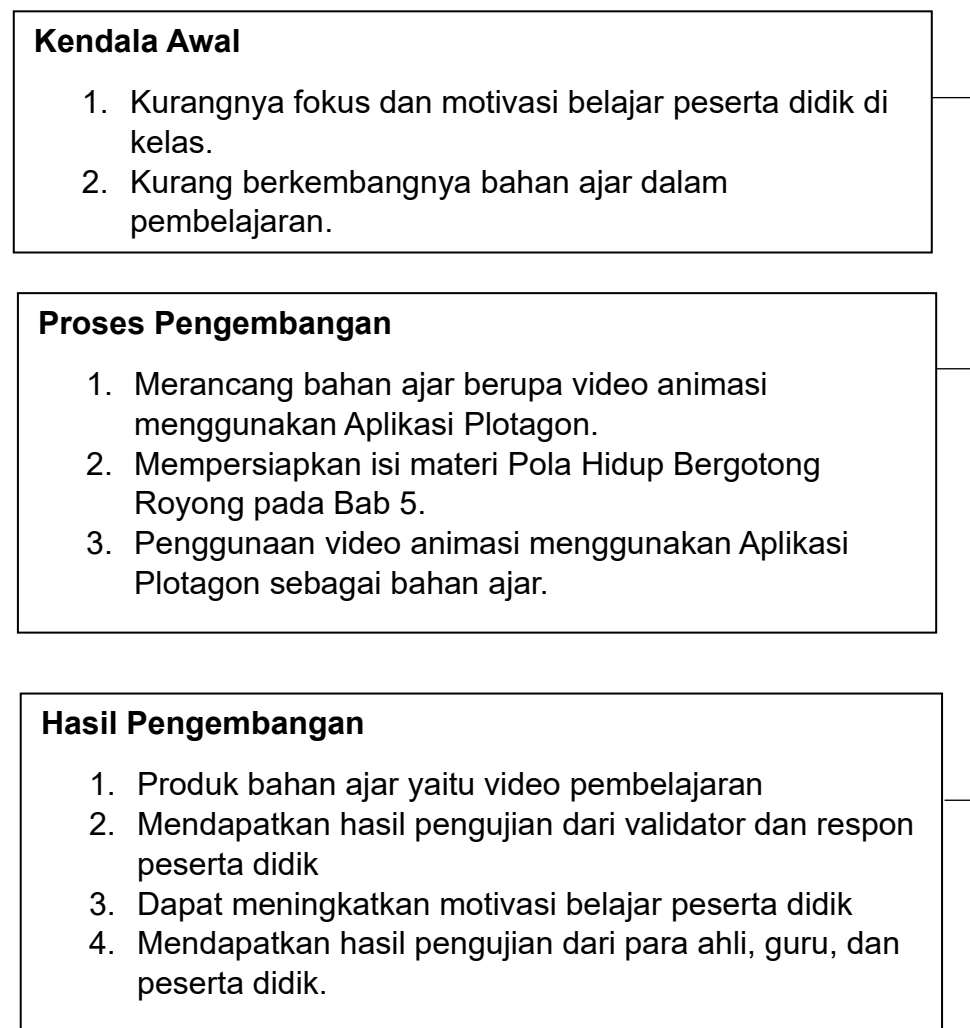 Kendala Awal
1. Kurangnya fokus dan motivasi belajar peserta didik di
kelas.
2. Kurang berkembangnya bahan ajar dalam
pembelajaran.
Proses Pengembangan
1. Merancang bahan ajar berupa video animasi
menggunakan Aplikasi Plotagon.
2. Mempersiapkan isi materi Pola Hidup Bergotong
Royong pada Bab 5.
3. Penggunaan video animasi menggunakan Aplikasi
Plotagon sebagai bahan ajar.
Hasil Pengembangan
1. Produk bahan ajar yaitu video pembelajaran
2. Mendapatkan hasil pengujian dari validator dan respon
peserta didik
3. Dapat meningkatkan motivasi belajar peserta didik
4. Mendapatkan hasil pengujian dari para ahli, guru, dan
peserta didik.